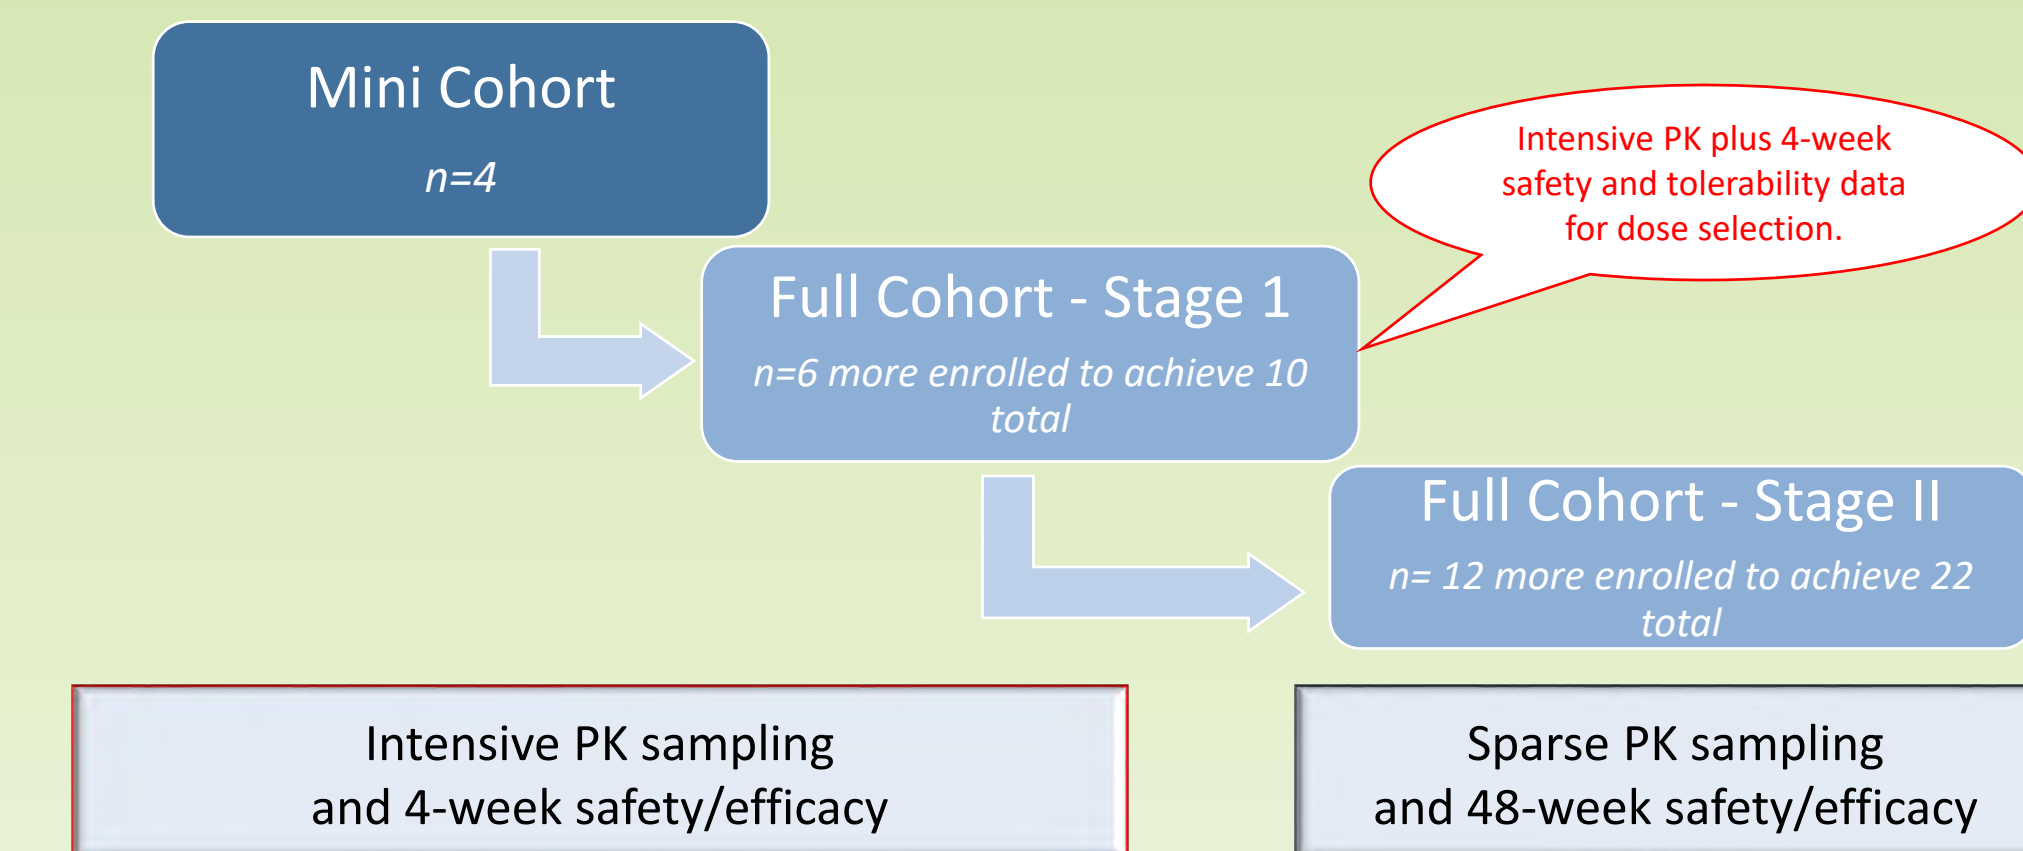 Mini Cohort
n=4
Intensive PK plus 4-week
safety and tolerability data
for dose selection.
Full Cohort - Stage 1
n=6 more enrolled to achieve 10
total
Full Cohort - Stage II
n= 12 more enrolled to achieve 22
total
Intensive PK sampling
and 4-week safety/efficacy
Sparse PK sampling
and 48-week safety/efficacy